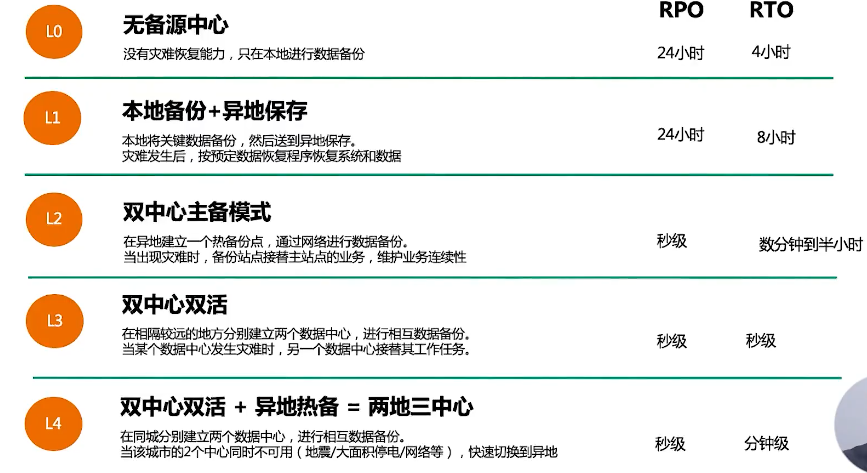 RPO RTO
L0 无备源中心
没有灾难恢复能力，只在本地进行数据备份 24小时 4小时
L1 本地备份+异地保存
本地将关键数据备份，然后送到异地保存。
灾难发生后，按预定数据恢复程序恢复系统和数据 24小时 8小时
L2 双中心主备模式
在异地建立一个热备份点，通过网络进行数据备份。 秒级 数分钟到半小时
当出现灾难时，备份站点接替主站点的业务，维护业务连续性
L3 双中心双活
在相隔较远的地方分别建立两个数据中心，进行相互数据备份。
当某个数据中心发生灾难时，另一个数据中心接替其工作任务。 秒级 秒级
L4 双中心双活 + 异地热备 = 两地三中心
在同城分别建立两个数据中心，进行相互数据备份。 秒级 分钟级
当该城市的2个中心同时不可用（地震/大面积停电/网络等），快速切换到异地